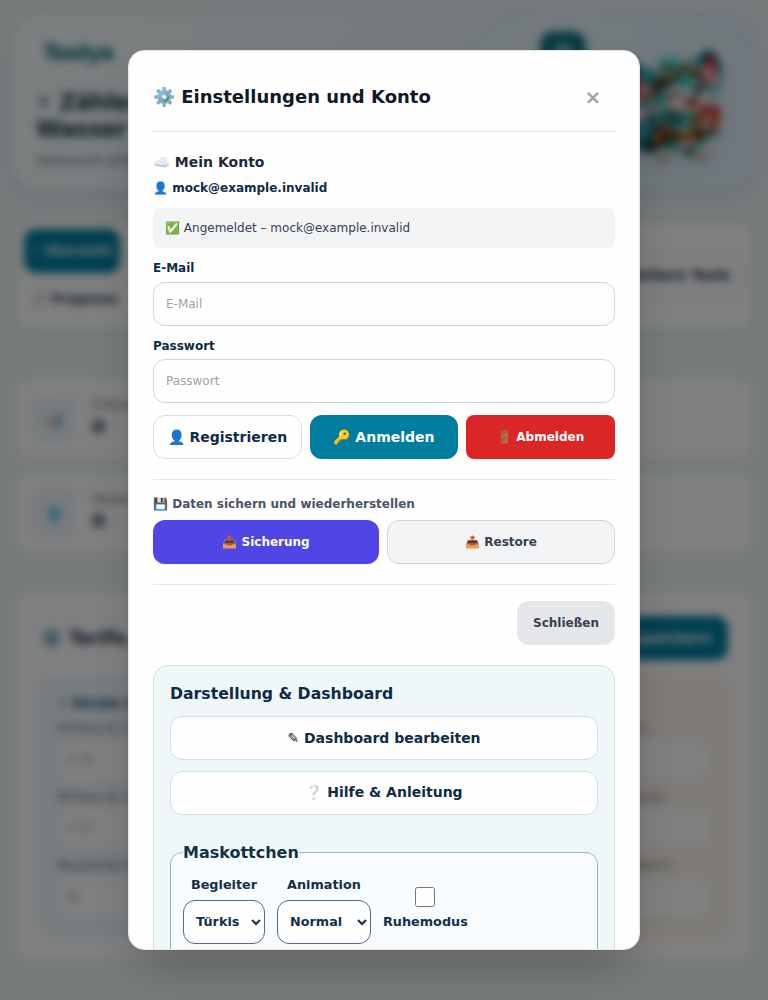 Toolyx
⚙️ Einstellungen und Konto
✕
☁️ Mein Konto
👤 mock@example.invalid
✅ Angemeldet – mock@example.invalid
E-Mail
E-Mail
Passwort
Passwort
👤 Registrieren
🔑 Anmelden
🚪 Abmelden
💾 Daten sichern und wiederherstellen
📥 Sicherung
📤 Restore
Schließen
Darstellung & Dashboard
✎ Dashboard bearbeiten
❔ Hilfe & Anleitung
Maskottchen
Begleiter
Animation
Türkis
Normal
Ruhemodus